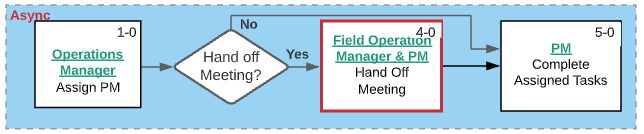 Async
1-0
Operations
Manager
Assign PM
Hand off
Meeting?
No
Yes
4-0
Field Operation
Manager & PM
Hand Off
Meeting
5-0
PM
Complete
Assigned Tasks